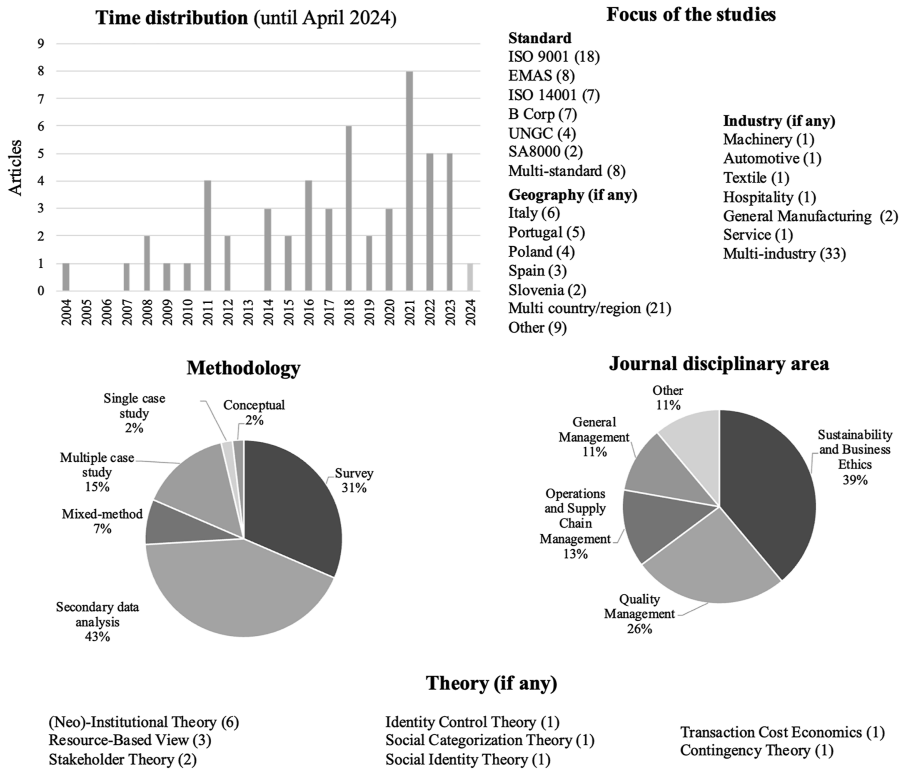 Time distribution (until April 2024)
9
8
7
6
5
4
3
2
1
0
Articles
2004
2005
2006
2007
2008
2009
2010
2011
2012
2013
2014
2015
2016
2017
2018
2019
2020
2021
2022
2023
2024
Focus of the studies
Standard
ISO 9001 (18)
EMAS (8)
ISO 14001 (7)
B Corp (7)
UNGC (4)
SA8000 (2)
Multi-standard (8)
Geography (if any)
Italy (6)
Portugal (5)
Poland (4)
Spain (3)
Slovenia (2)
Multi country/region (21)
Other (9)
Industry (if any)
Machinery (1)
Automotive (1)
Textile (1)
Hospitality (1)
General Manufacturing (2)
Service (1)
Multi-industry (33)
Methodology
Single case
study
2%
Conceptual
2%
Multiple case
study
15%
Survey
31%
Mixed-method
7%
Secondary data
analysis
43%
Journal disciplinary area
Other
11%
General
Management
11%
Sustainability
and Business
Ethics
39%
Operations
and Supply
Chain
Management
13%
Quality
Management
26%
Theory (if any)
(Neo)-Institutional Theory (6)
Resource-Based View (3)
Stakeholder Theory (2)
Identity Control Theory (1)
Social Categorization Theory (1)
Social Identity Theory (1)
Transaction Cost Economics (1)
Contingency Theory (1)